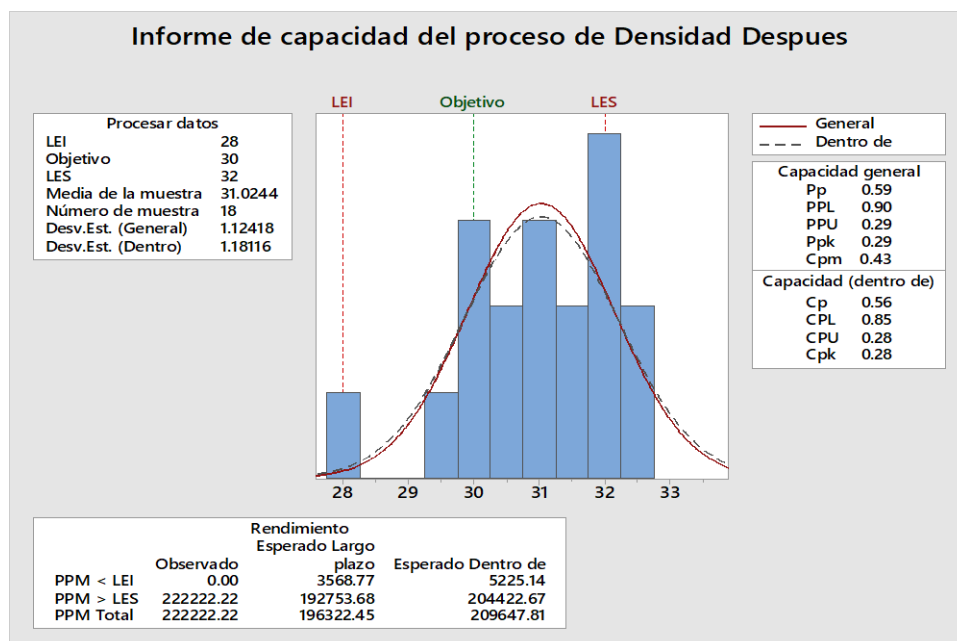 Informe de capacidad del proceso de Densidad Despues
LEI Objetivo LES
Procesar datos
LEI 28
Objetivo 30
LES 32
Media de la muestra 31.0244
Número de muestra 18
Desv.Est. (General) 1.12418
Desv.Est. (Dentro) 1.18116
General
Dentro de
Capacidad general
Pp 0.59
PPL 0.90
PPU 0.29
Ppk 0.29
Cpm 0.43
Capacidad (dentro de)
Cp 0.56
CPL 0.85
CPU 0.28
Cpk 0.28
28 29 30 31 32 33
Rendimiento
Esperado Largo
Observado plazo Esperado Dentro de
PPM < LEI 0.00 3568.77 5225.14
PPM > LES 222222.22 192753.68 204422.67
PPM Total 222222.22 196322.45 209647.81